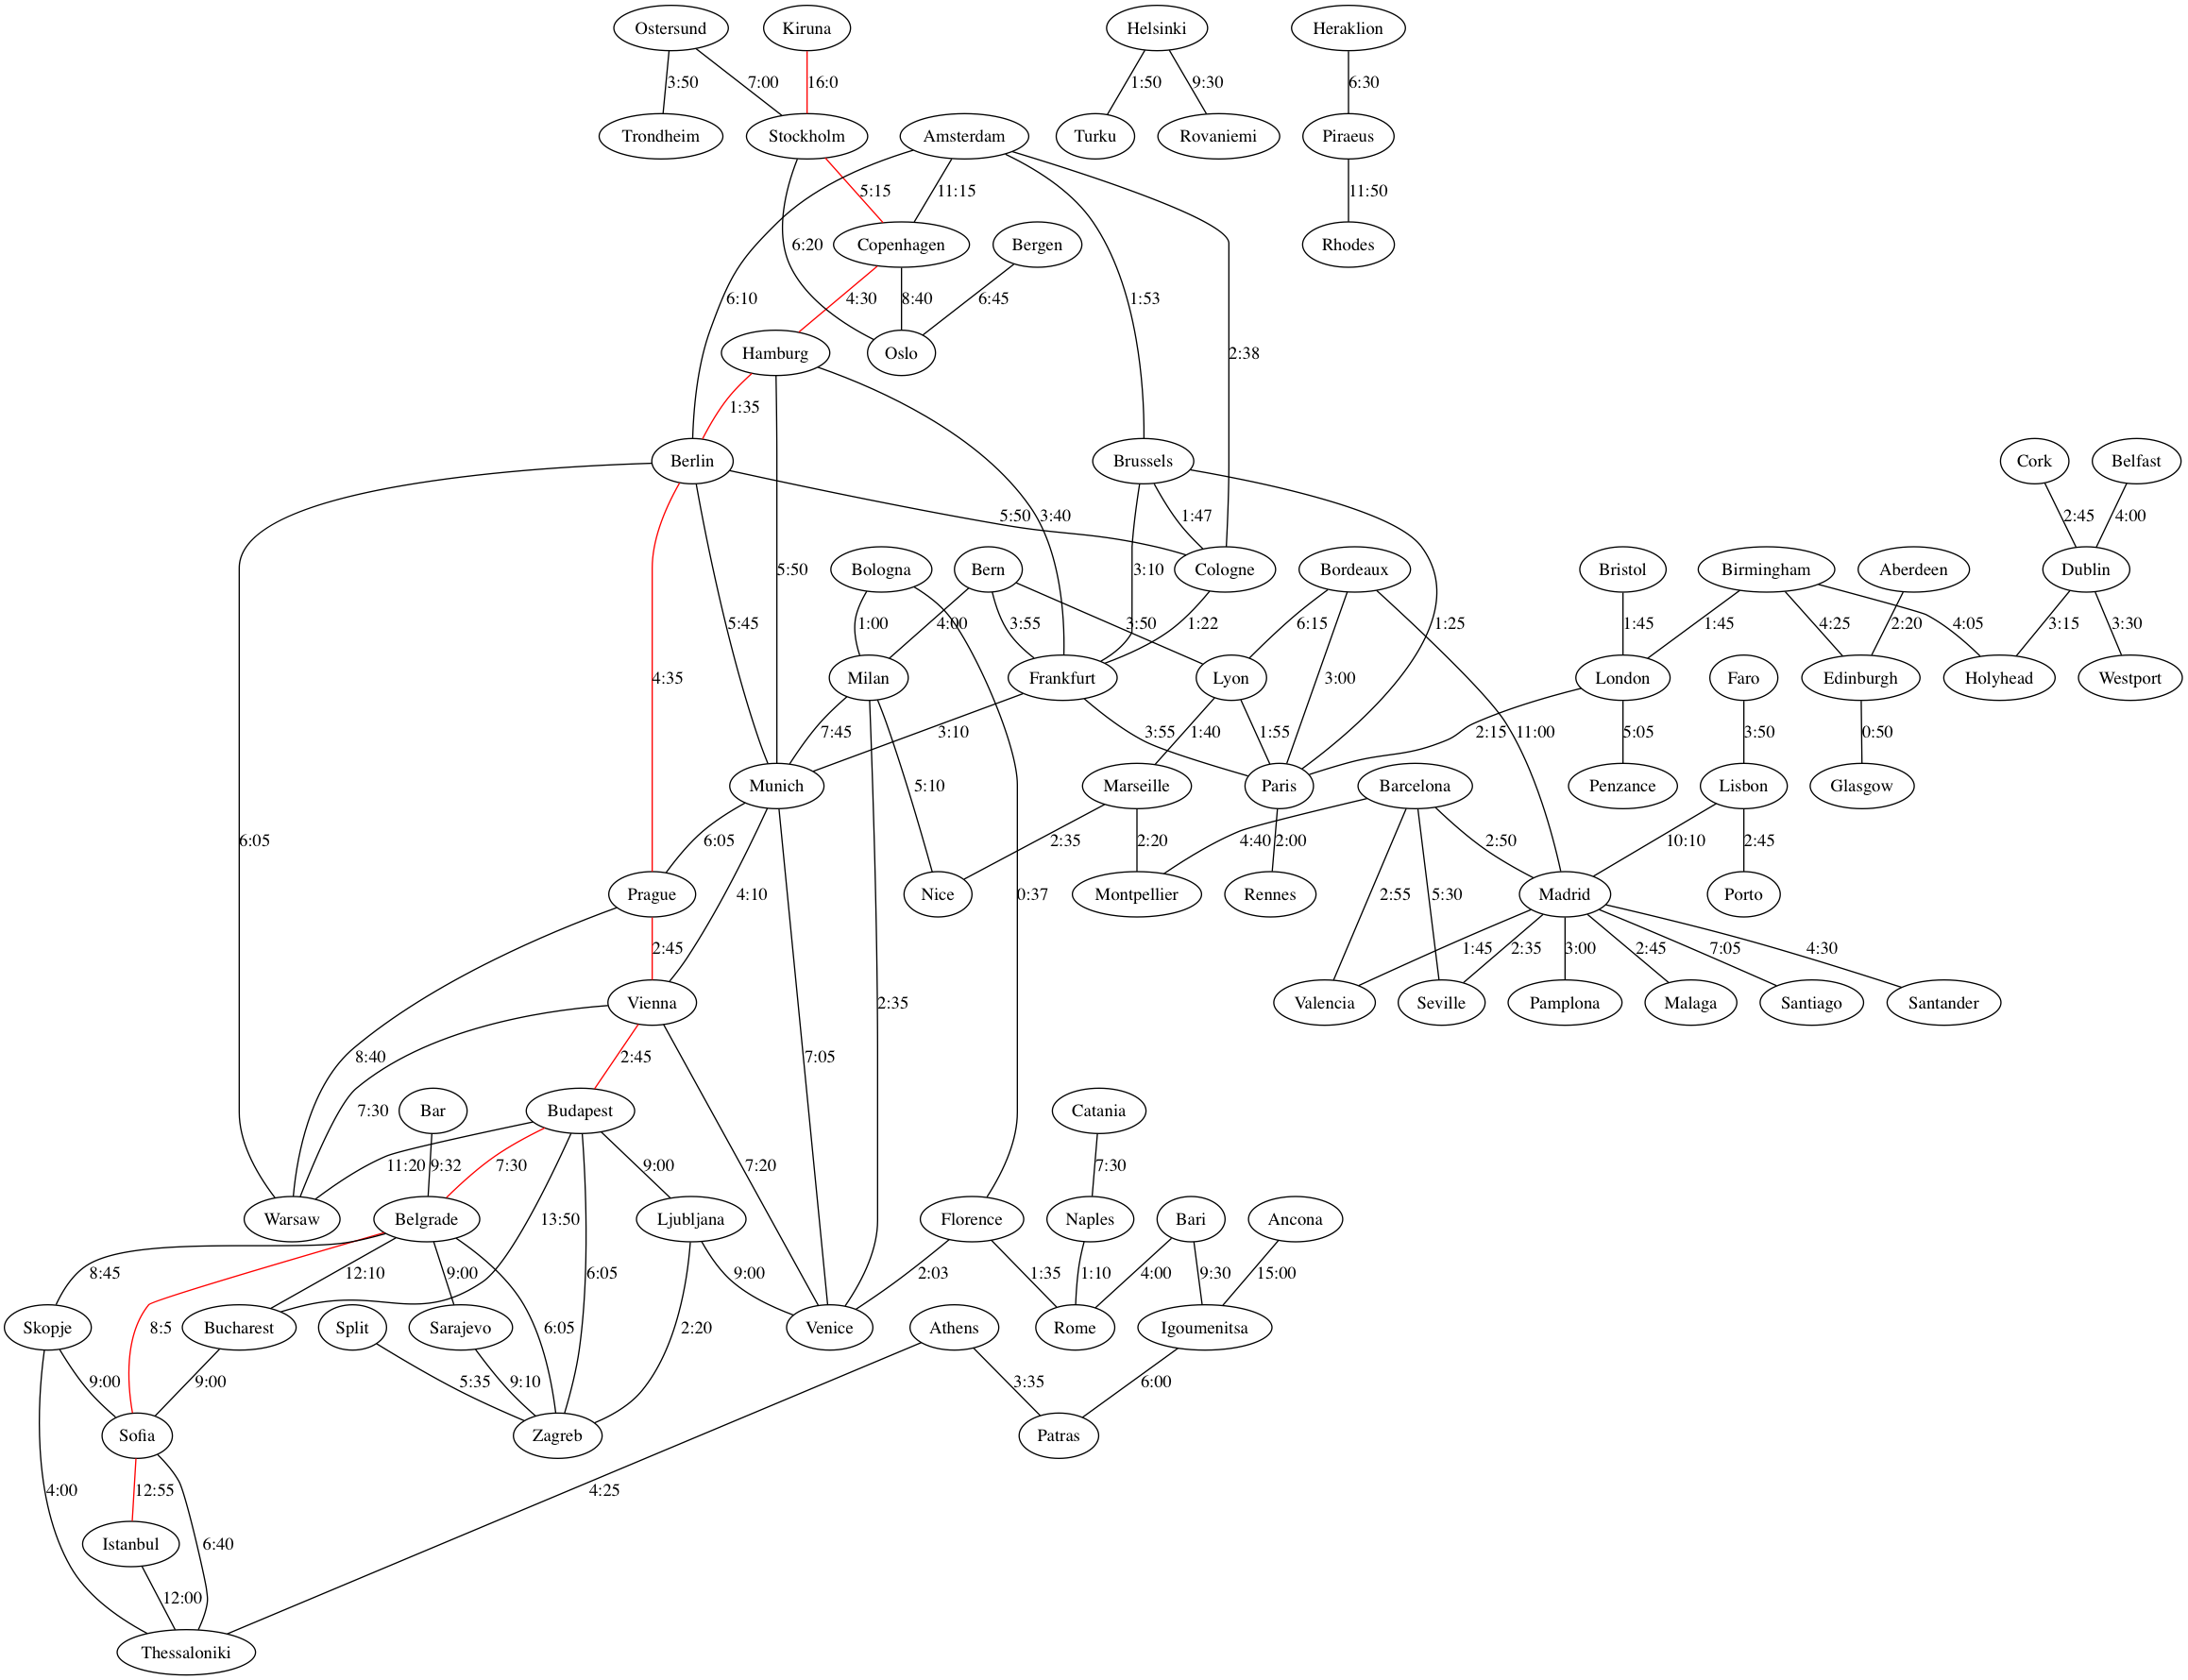 Ostersund
Kiruna
Helsinki
Heraklion
3:50
7:00
16:0
1:50
9:30
6:30
Trondheim
Stockholm
Amsterdam
Turku
Rovaniemi
Piraeus
5:15
11:15
11:50
6:20
Copenhagen
Bergen
Rhodes
6:10
4:30
8:40
6:45
1:53
Hamburg
Oslo
2:38
1:35
Berlin
Brussels
Cork
Belfast
5:50
3:40
1:47
2:45
4:00
5:50
Bologna
Bern
3:10
Cologne
Bordeaux
Bristol
Birmingham
Aberdeen
Dublin
5:45
1:00
4:00
3:55
3:50
1:22
6:15
1:25
1:45
1:45
4:25
2:20
4:05
3:15
3:30
4:35
Milan
Frankfurt
Lyon
3:00
London
Faro
Edinburgh
Holyhead
Westport
7:45
3:10
3:55
1:40
1:55
2:15
11:00
5:05
3:50
0:50
Munich
5:10
Marseille
Paris
Barcelona
Penzance
Lisbon
Glasgow
6:05
6:05
2:35
2:20
4:40
2:00
2:50
10:10
2:45
Prague
4:10
Nice
0:37
Montpellier
Rennes
2:55
5:30
Madrid
Porto
2:45
1:45
2:35
3:00
2:45
7:05
4:30
Vienna
2:35
Valencia
Seville
Pamplona
Malaga
Santiago
Santander
8:40
2:45
7:05
7:30
Bar
Budapest
Catania
11:20
9:32
7:30
9:00
7:20
7:30
Warsaw
Belgrade
13:50
Ljubljana
Florence
Naples
Bari
Ancona
8:45
12:10
9:00
6:05
9:00
2:03
1:35
1:10
4:00
9:30
15:00
Skopje
8:5
Bucharest
Split
Sarajevo
6:05
2:20
Venice
Athens
Rome
Igoumenitsa
9:00
9:00
5:35
9:10
3:35
6:00
Sofia
Zagreb
Patras
4:00
12:55
4:25
Istanbul
6:40
12:00
Thessaloniki